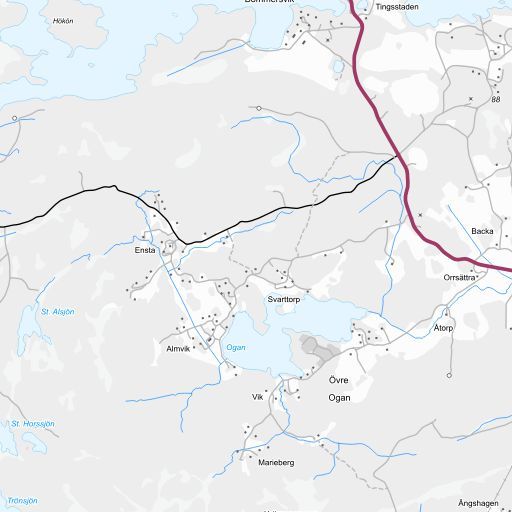 Bommersvik
Tingsstaden
Hökön
88
Backa
Ensta
Orrsättra
Svarttorp
St. Alsjön
Åtorp
Almvik
Ogan
Övre
Ogan
Vik
St. Horssjön
Maneberg
Trönsjön
Ängshagen